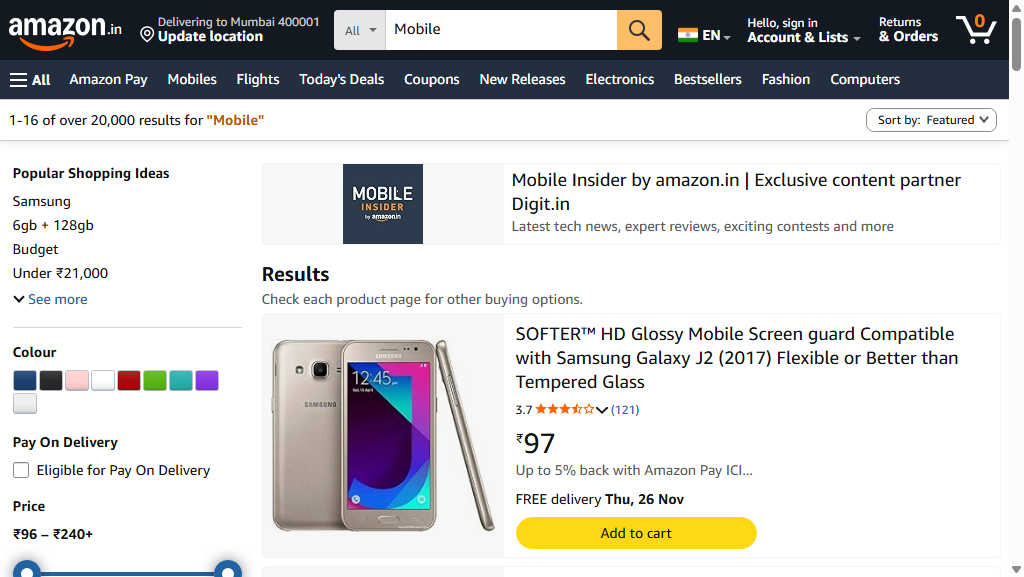 amazon.in
Delivering to Mumbai 400001
Update location
All
Mobile
EN
Hello, sign in
Account & Lists
Returns
& Orders
0
All
Amazon Pay
Mobiles
Flights
Today's Deals
Coupons
New Releases
Electronics
Bestsellers
Fashion
Computers
1-16 of over 20,000 results for "Mobile"
Sort by: Featured
Popular Shopping Ideas
Samsung
6gb + 128gb
Budget
Under ₹21,000
See more
Colour
Pay On Delivery
Eligible for Pay On Delivery
Price
₹96 – ₹240+
MOBILE
INSIDER
by amazon.in
Mobile Insider by amazon.in | Exclusive content partner
Digit.in
Latest tech news, expert reviews, exciting contests and more
Results
Check each product page for other buying options.
SAMSUNG
SAMSUNG
12:45
SOFTER™ HD Glossy Mobile Screen guard Compatible
with Samsung Galaxy J2 (2017) Flexible or Better than
Tempered Glass
3.7
(121)
₹97
Up to 5% back with Amazon Pay ICI...
FREE delivery Thu, 26 Nov
Add to cart